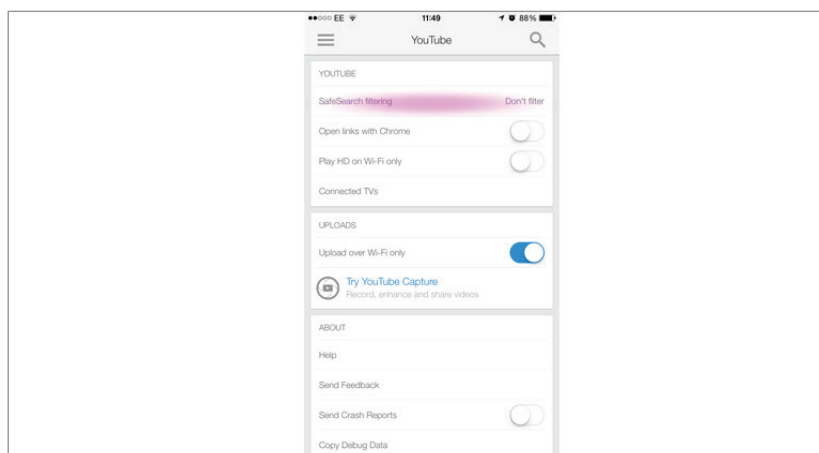 EE 11:49 88%
YouTube
YOUTUBE
SafeSearch filtering Don't filter
Open links with Chrome
Play HD on Wi-Fi only
Connected TVs
UPLOADS
Upload over Wi-Fi only
Try YouTube Capture
Record, enhance and share videos
ABOUT
Help
Send Feedback
Send Crash Reports
Copy Debug Data